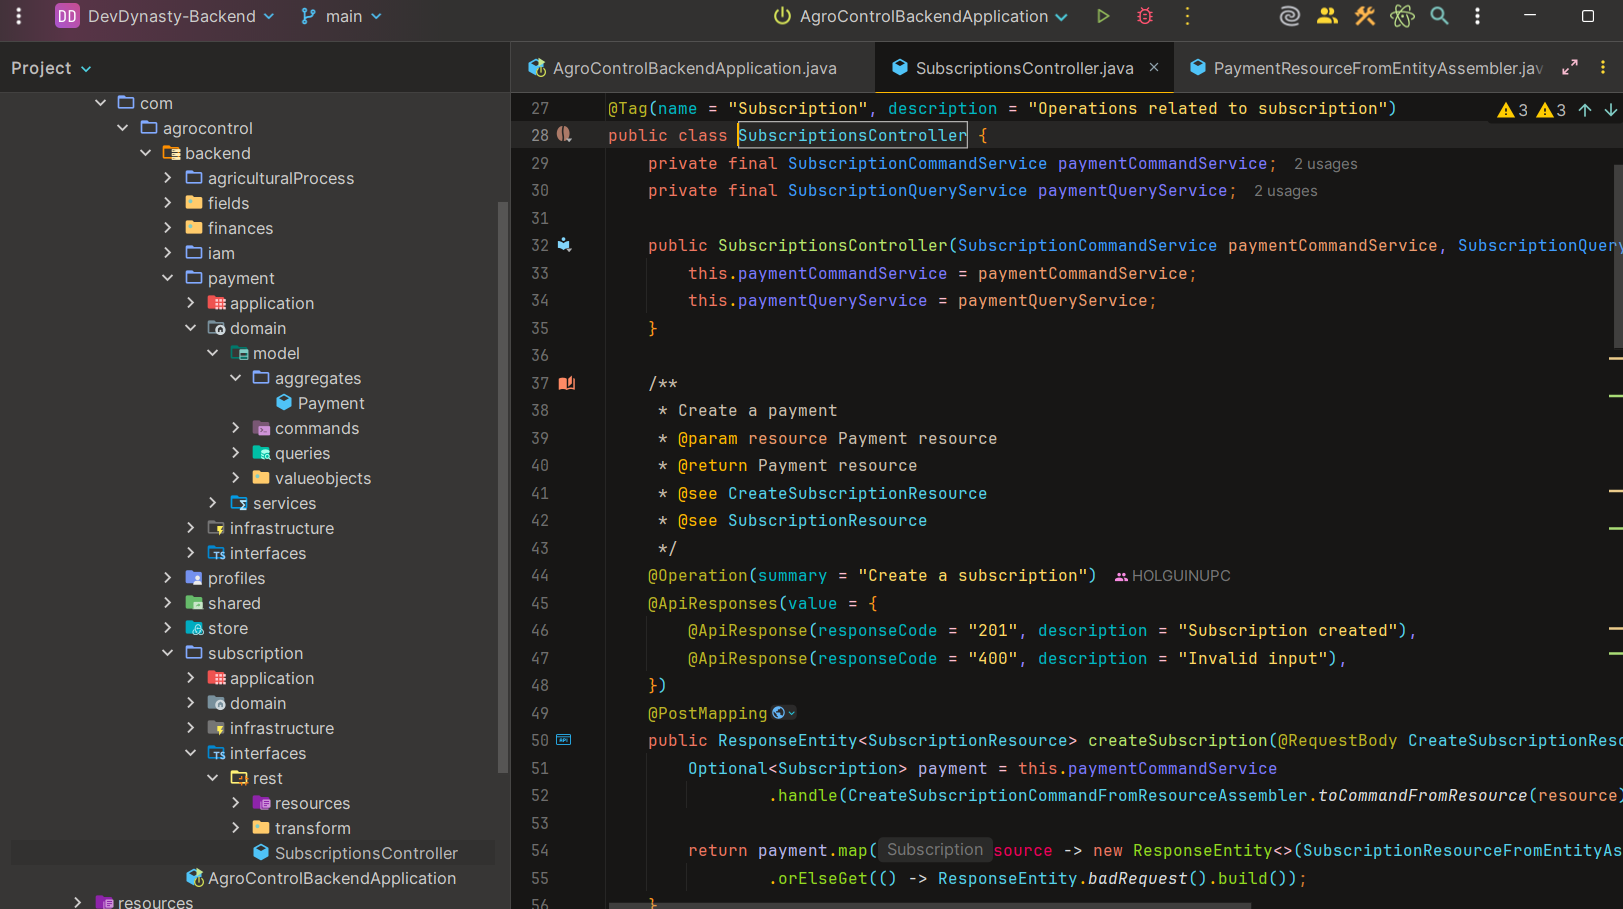 DD DevDynasty-Backend main AgroControlBackendApplication
Project
AgroControlBackendApplication.java SubscriptionsController.java PaymentResourceFromEntityAssembler.jav
com
agrocontrol
backend
agriculturalProcess
fields
finances
iam
payment
application
domain
model
aggregates
Payment
commands
queries
valueobjects
services
infrastructure
interfaces
profiles
shared
store
subscription
application
domain
infrastructure
interfaces
rest
resources
transform
SubscriptionsController
AgroControlBackendApplication
resources
3 3
27 @Tag(name = "Subscription", description = "Operations related to subscription")
28 public class SubscriptionsController {
29 private final SubscriptionCommandService paymentCommandService; 2 usages
30 private final SubscriptionQueryService paymentQueryService; 2 usages
31
32 public SubscriptionsController(SubscriptionCommandService paymentCommandService, SubscriptionQuery
33 this.paymentCommandService = paymentCommandService;
34 this.paymentQueryService = paymentQueryService;
35 }
36
37 /**
38 * Create a payment
39 * @param resource Payment resource
40 * @return Payment resource
41 * @see CreateSubscriptionResource
42 * @see SubscriptionResource
43 */
44 @Operation(summary = "Create a subscription") HOLGUINUPC
45 @ApiResponses(value = {
46 @ApiResponse(responseCode = "201", description = "Subscription created"),
47 @ApiResponse(responseCode = "400", description = "Invalid input"),
48 })
49 @PostMapping
50 public ResponseEntity<SubscriptionResource> createSubscription(@RequestBody CreateSubscriptionReso
51 Optional<Subscription> payment = this.paymentCommandService
52 .handle(CreateSubscriptionCommandFromResourceAssembler.toCommandFromResource(resource)
53
54 return payment.map( Subscription source -> new ResponseEntity<>(SubscriptionResourceFromEntityAs
55 .orElseGet(() -> ResponseEntity.badRequest().build());
56 }